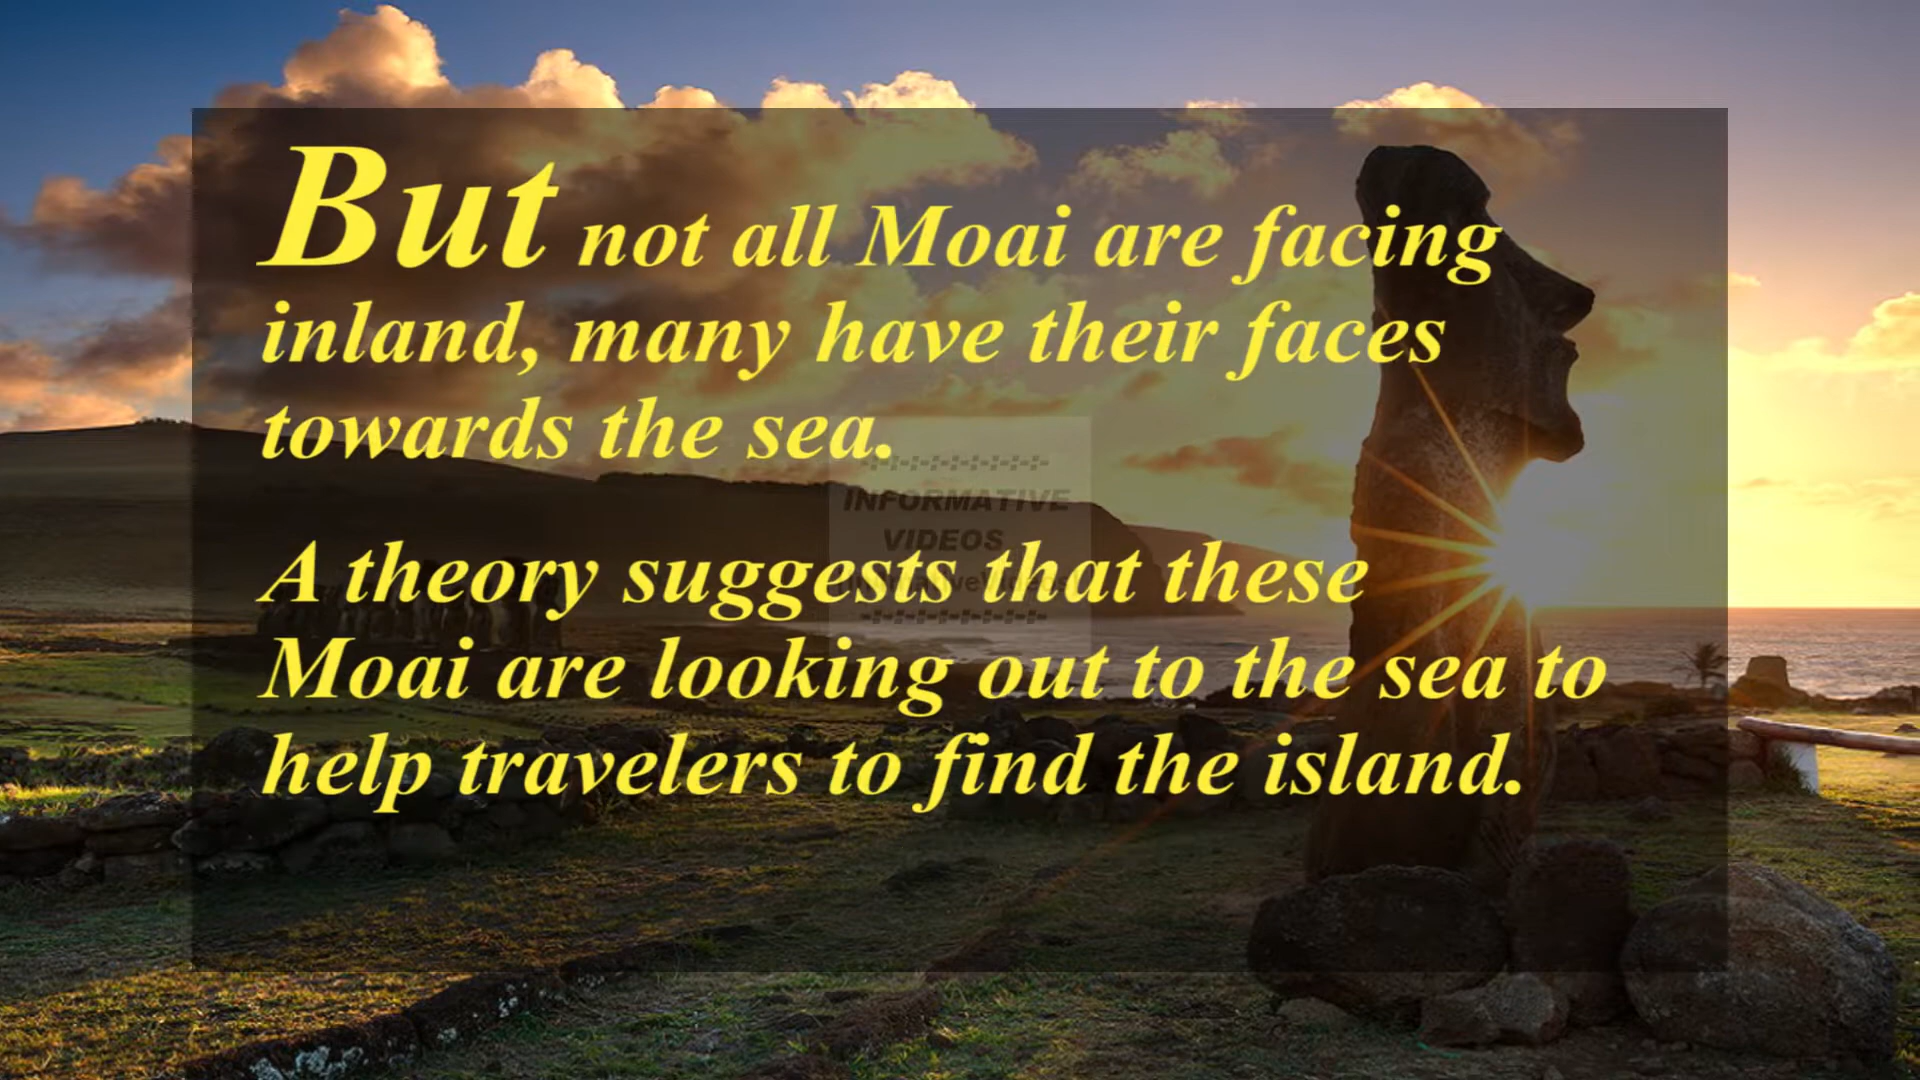 But not all Moai are facing
inland, many have their faces
towards the sea.
INFORMATIVE
VIDEOS
A theory suggests that these
Moai are looking out to the sea to
help travelers to find the island.